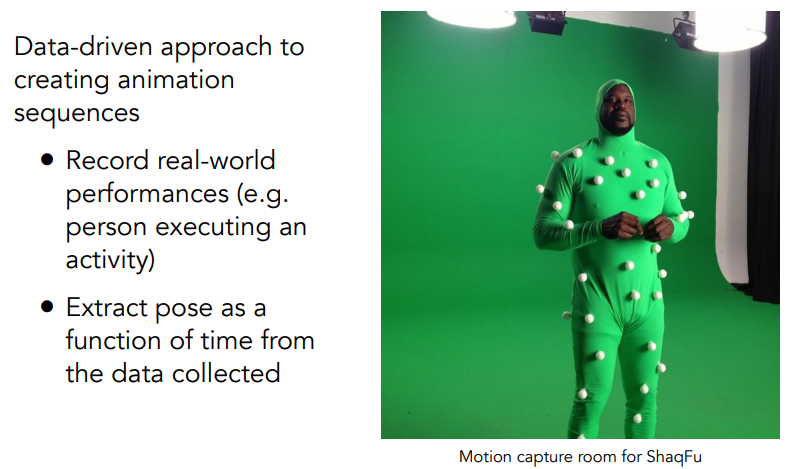 Data-driven approach to
creating animation
sequences
• Record real-world
performances (e.g.
person executing an
activity)
• Extract pose as a
function of time from
the data collected
Motion capture room for ShaqFu